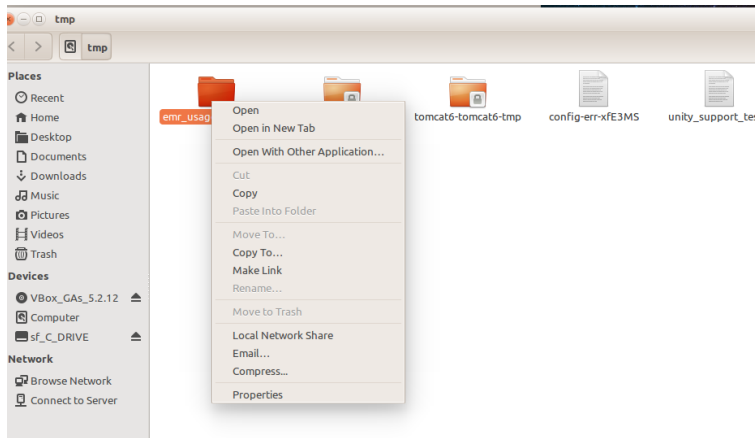 tmp
tmp
Places
Recent
Home
Desktop
Documents
Downloads
Music
Pictures
Videos
Trash
Devices
VBox_GAs_5.2.12
Computer
sf_C_DRIVE
Network
Browse Network
Connect to Server
emr_usag
tomcat6-tomcat6-tmp
config-err-xfE3MS
unity_support_tes
Open
Open in New Tab
Open With Other Application...
Cut
Copy
Paste Into Folder
Move To...
Copy To...
Make Link
Rename...
Move to Trash
Local Network Share
Email...
Compress...
Properties